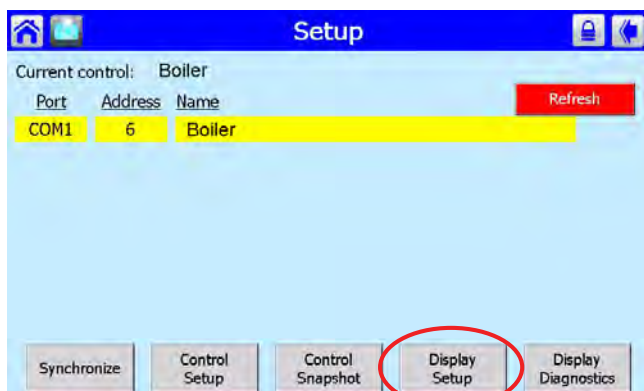 Setup
Current control: Boiler
Port Address Name
Refresh
COM1 6 Boiler
Synchronize
Control
Setup
Control
Snapshot
Display
Setup
Display
Diagnostics